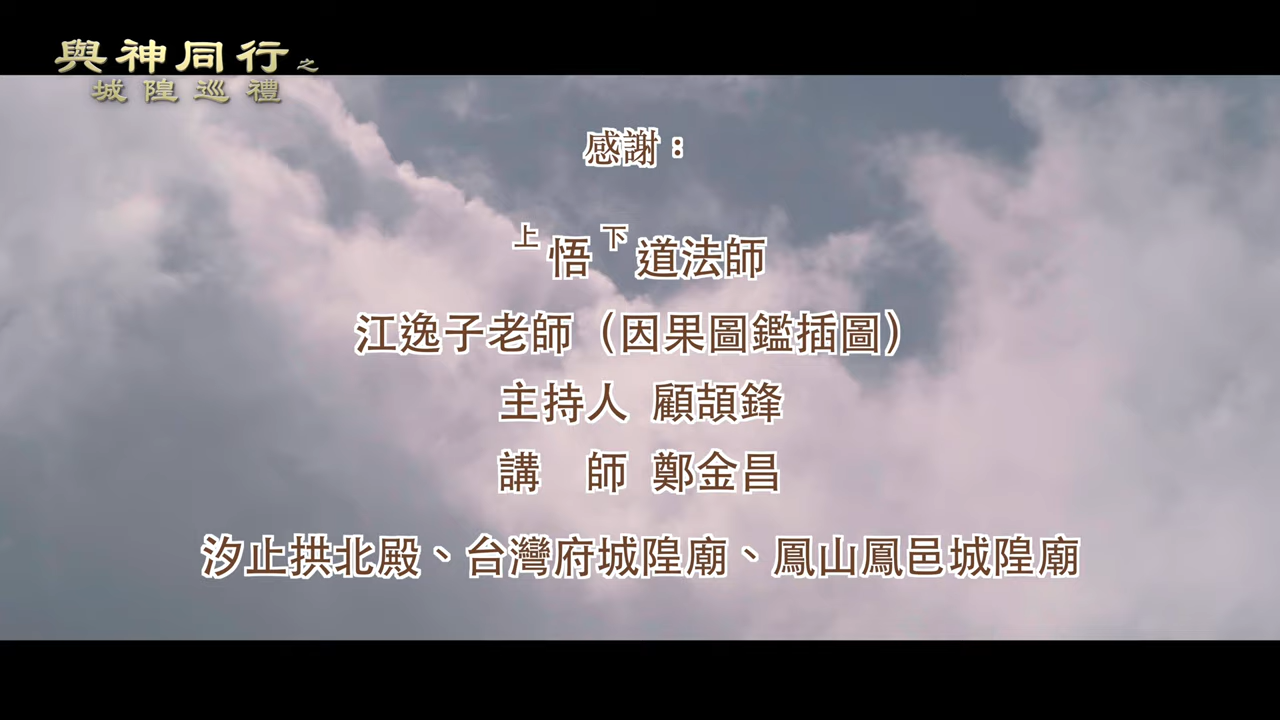 與神同行之
城隍巡禮
感謝：
上悟下道法師
江逸子老師（因果圖鑑插圖）
主持人 顧頡鋒
講 師 鄭金昌
汐止拱北殿、台灣府城隍廟、鳳山鳳邑城隍廟